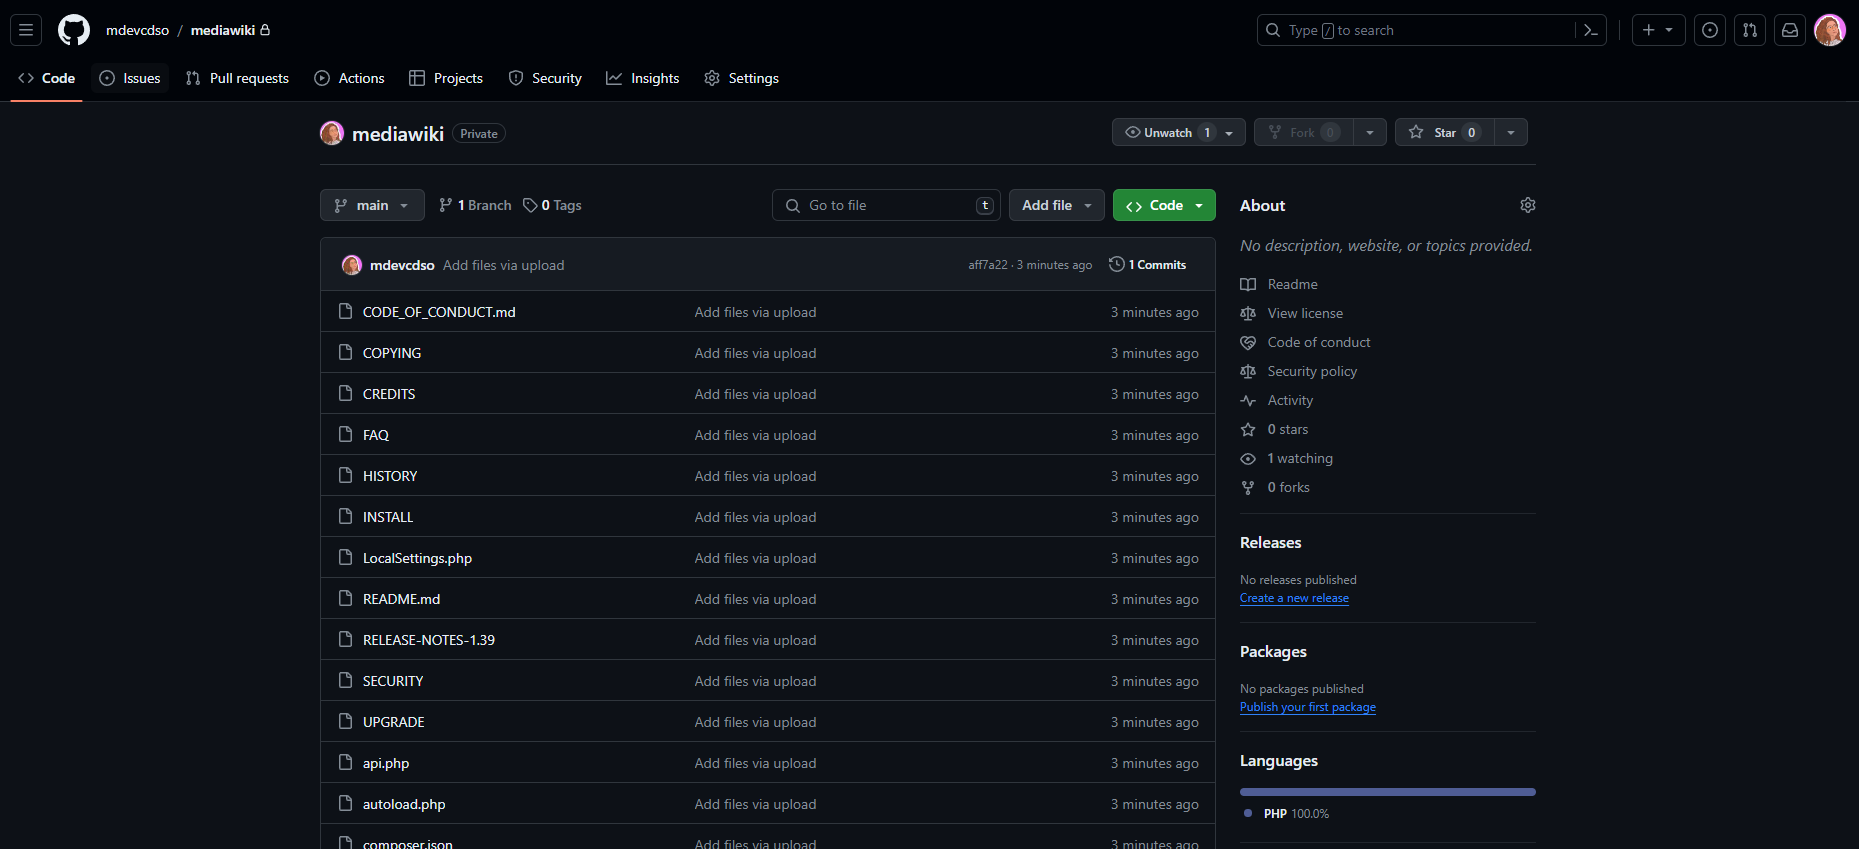 mdevcdso / mediawiki
Type / to search
Code Issues Pull requests Actions Projects Security Insights Settings
mediawiki Private
Unwatch 1 Fork 0 Star 0
main 1 Branch 0 Tags Go to file t Add file Code
mdevcdso Add files via upload aff7a22 · 3 minutes ago 1 Commits
CODE_OF_CONDUCT.md Add files via upload 3 minutes ago
COPYING Add files via upload 3 minutes ago
CREDITS Add files via upload 3 minutes ago
FAQ Add files via upload 3 minutes ago
HISTORY Add files via upload 3 minutes ago
INSTALL Add files via upload 3 minutes ago
LocalSettings.php Add files via upload 3 minutes ago
README.md Add files via upload 3 minutes ago
RELEASE-NOTES-1.39 Add files via upload 3 minutes ago
SECURITY Add files via upload 3 minutes ago
UPGRADE Add files via upload 3 minutes ago
api.php Add files via upload 3 minutes ago
autoload.php Add files via upload 3 minutes ago
composer.json Add files via upload 3 minutes ago
About
No description, website, or topics provided.
Readme
View license
Code of conduct
Security policy
Activity
0 stars
1 watching
0 forks
Releases
No releases published
Create a new release
Packages
No packages published
Publish your first package
Languages
PHP 100.0%